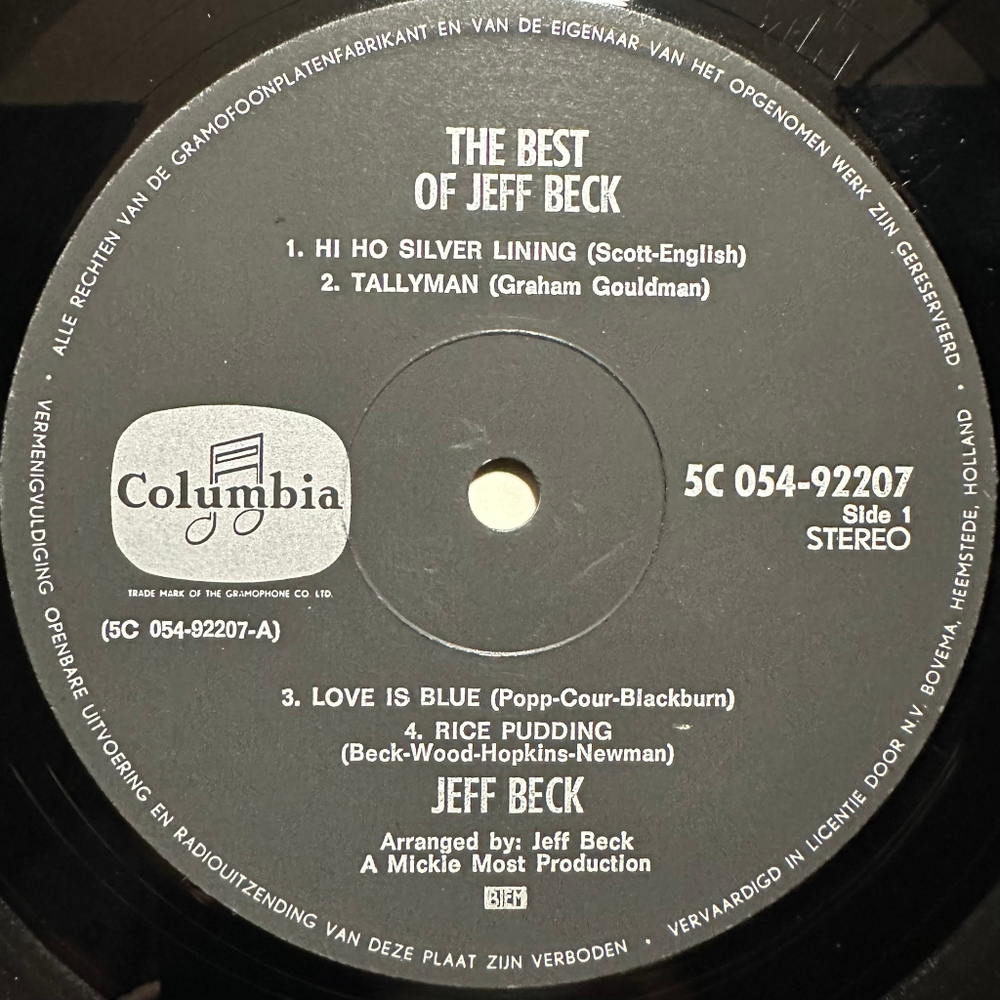 ALLE RECHTEN VAN DE GRAMOFOONPLATENFABRIKANT EN VAN DE EIGENAAR VAN HET OPGENOMEN WERK ZIJN GERESERVEERD •
THE BEST
OF JEFF BECK
1. HI HO SILVER LINING (Scott-English)
2. TALLYMAN (Graham Gouldman)
Columbia
TRADE MARK OF THE GRAMOPHONE CO. LTD.
(5C 054-92207-A)
5C 054-92207
Side 1
STEREO
3. LOVE IS BLUE (Popp-Cour-Blackburn)
4. RICE PUDDING
(Beck-Wood-Hopkins-Newman)
JEFF BECK
Arranged by: Jeff Beck
A Mickie Most Production
BIEM
VERMENIGVULDIGING OPENBARE UITVOERING EN RADIOUITZENDING VAN DEZE PLAAT ZIJN VERBODEN •
VERVAARDIGD IN LICENTIE DOOR N.V. BOVEMA, HEEMSTEDE, HOLLAND •